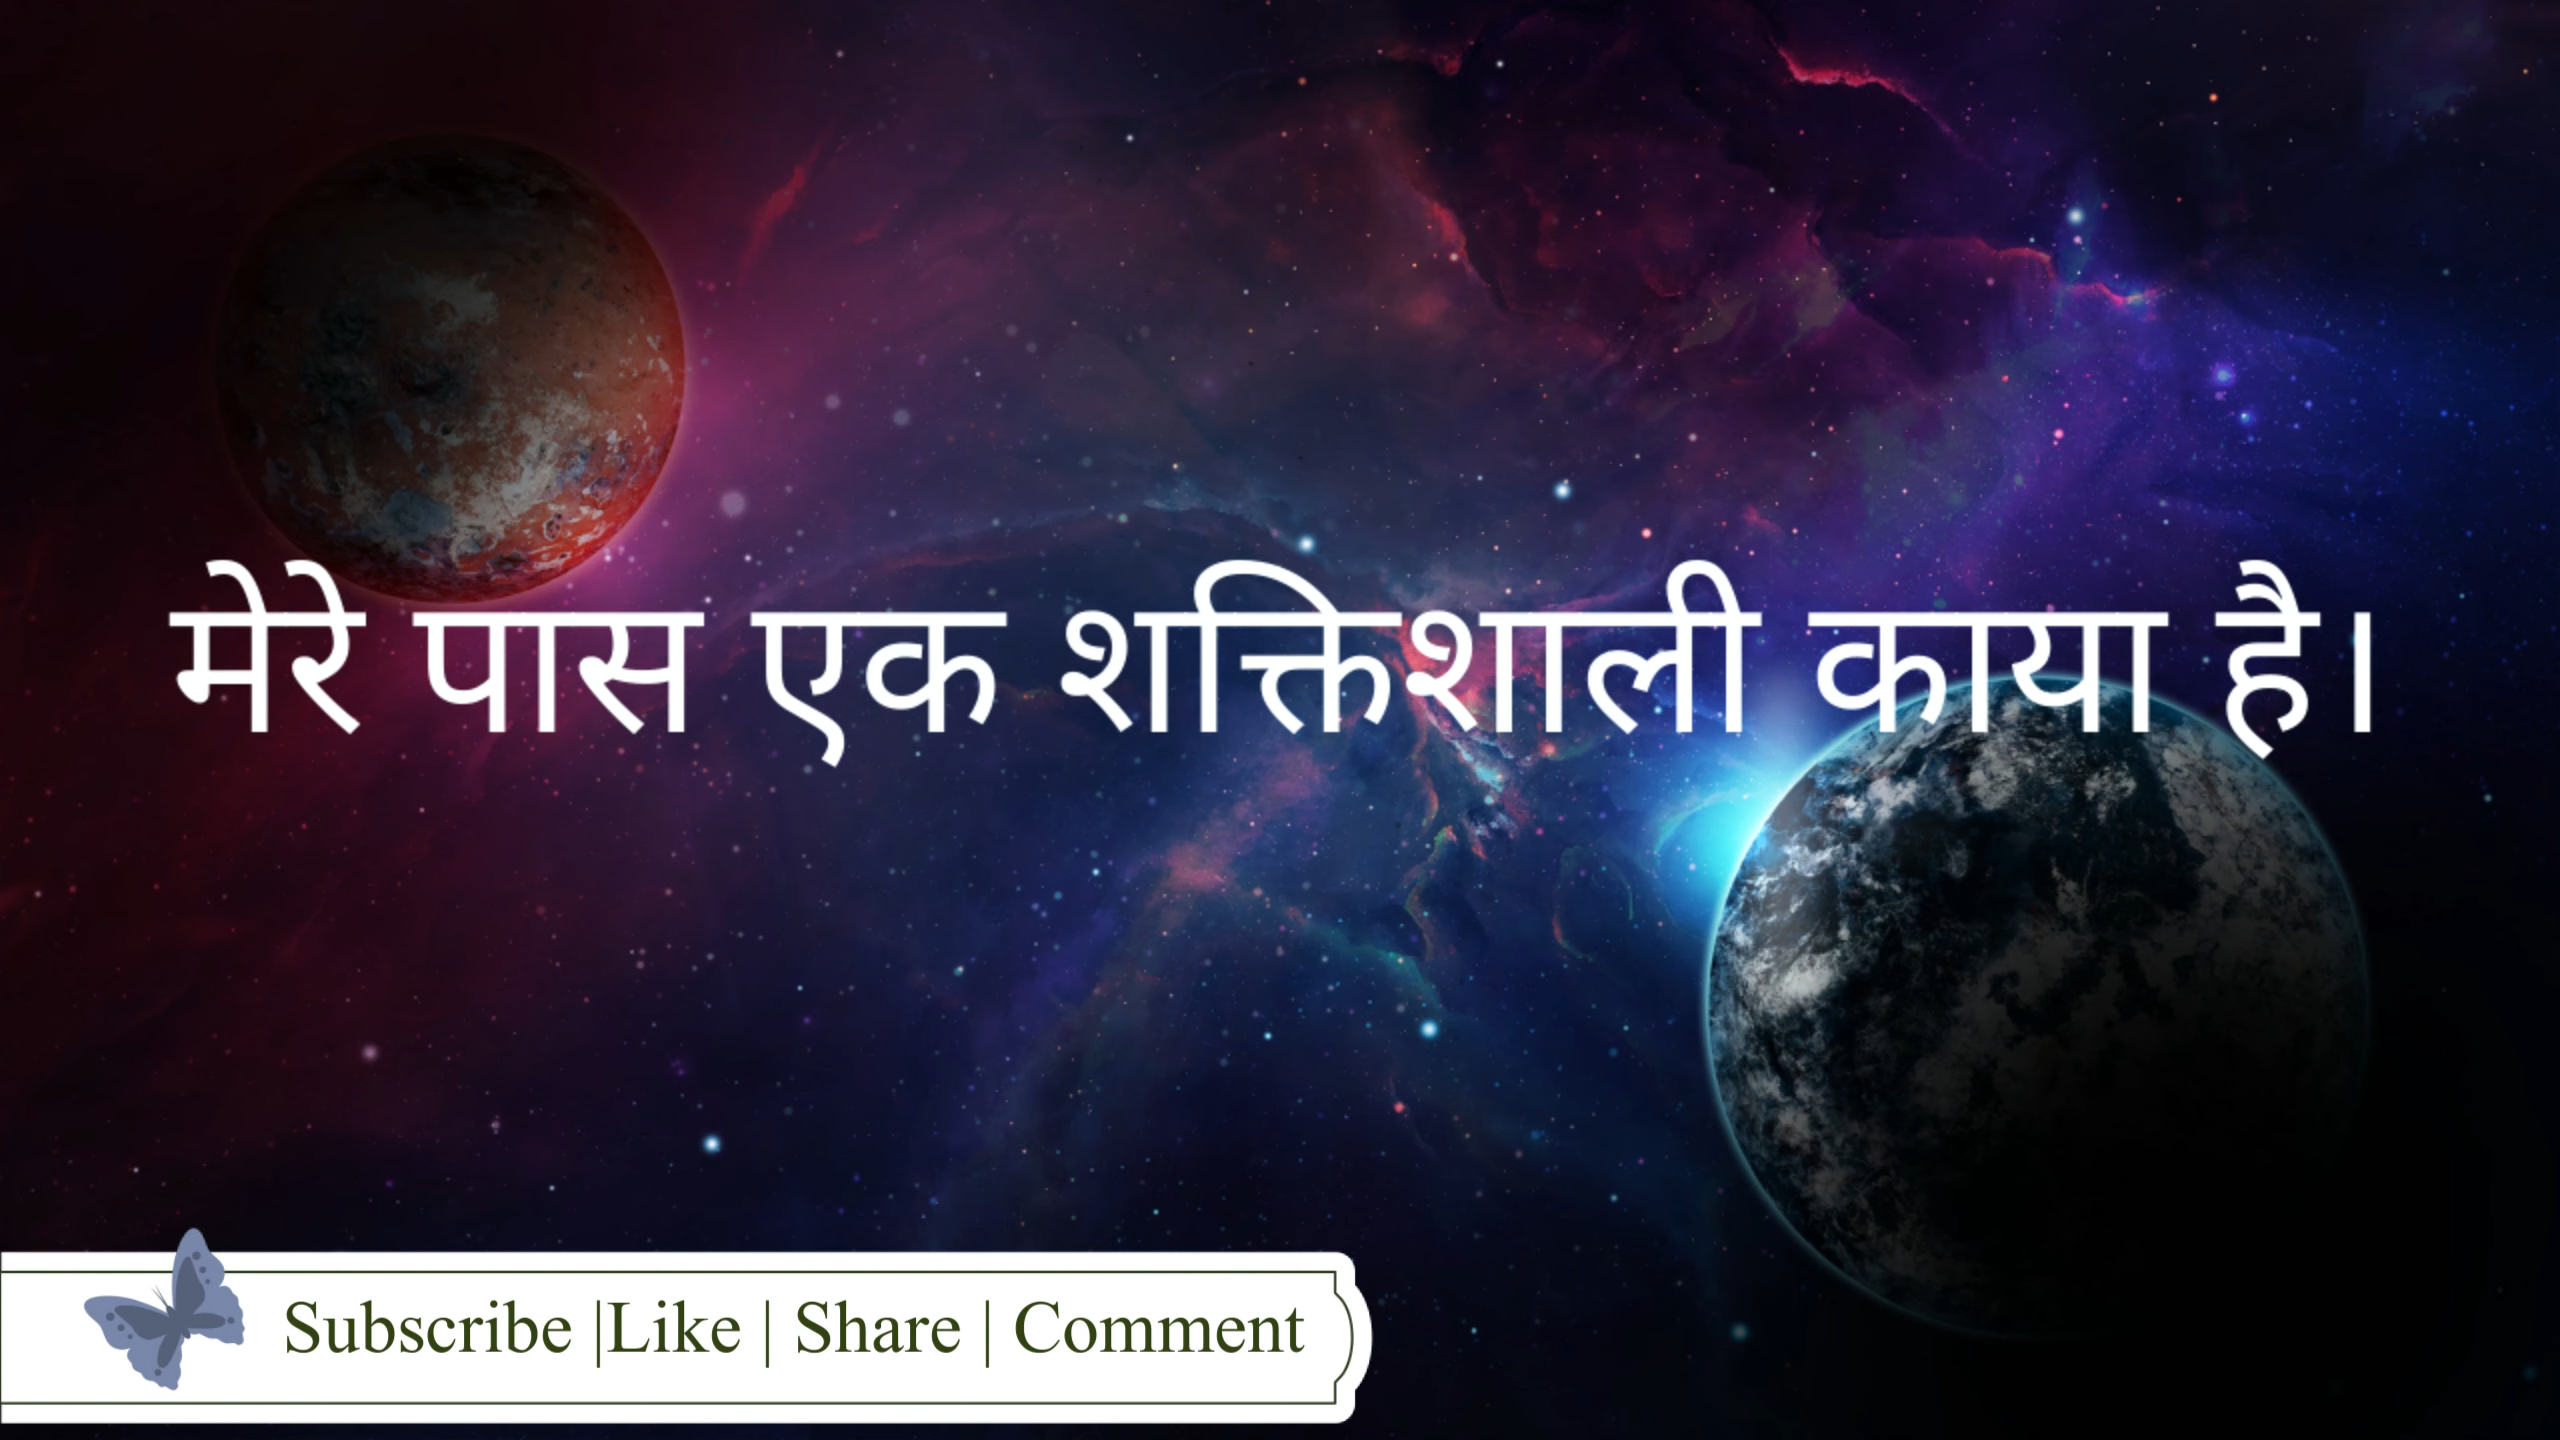 मेरे पास एक शक्तिशाली काया है।
Subscribe |Like | Share | Comment